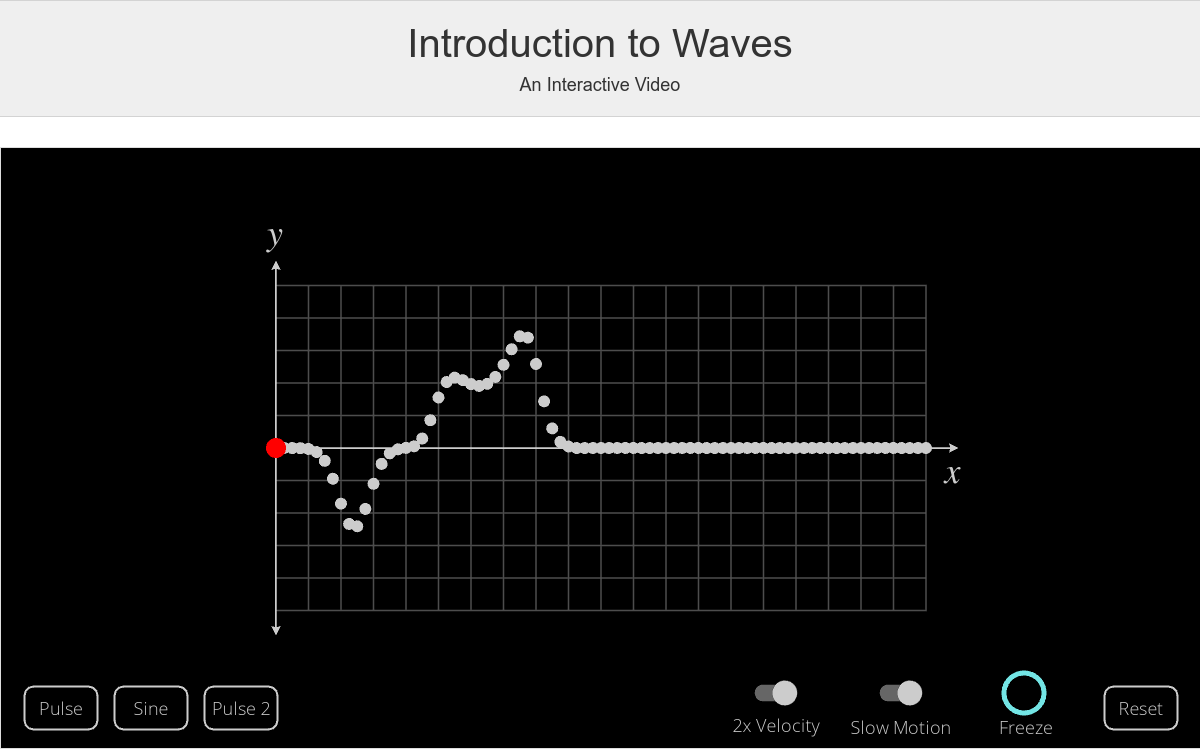 Introduction to Waves
An Interactive Video
y
x
Pulse
Sine
Pulse 2
2x Velocity
Slow Motion
Freeze
Reset